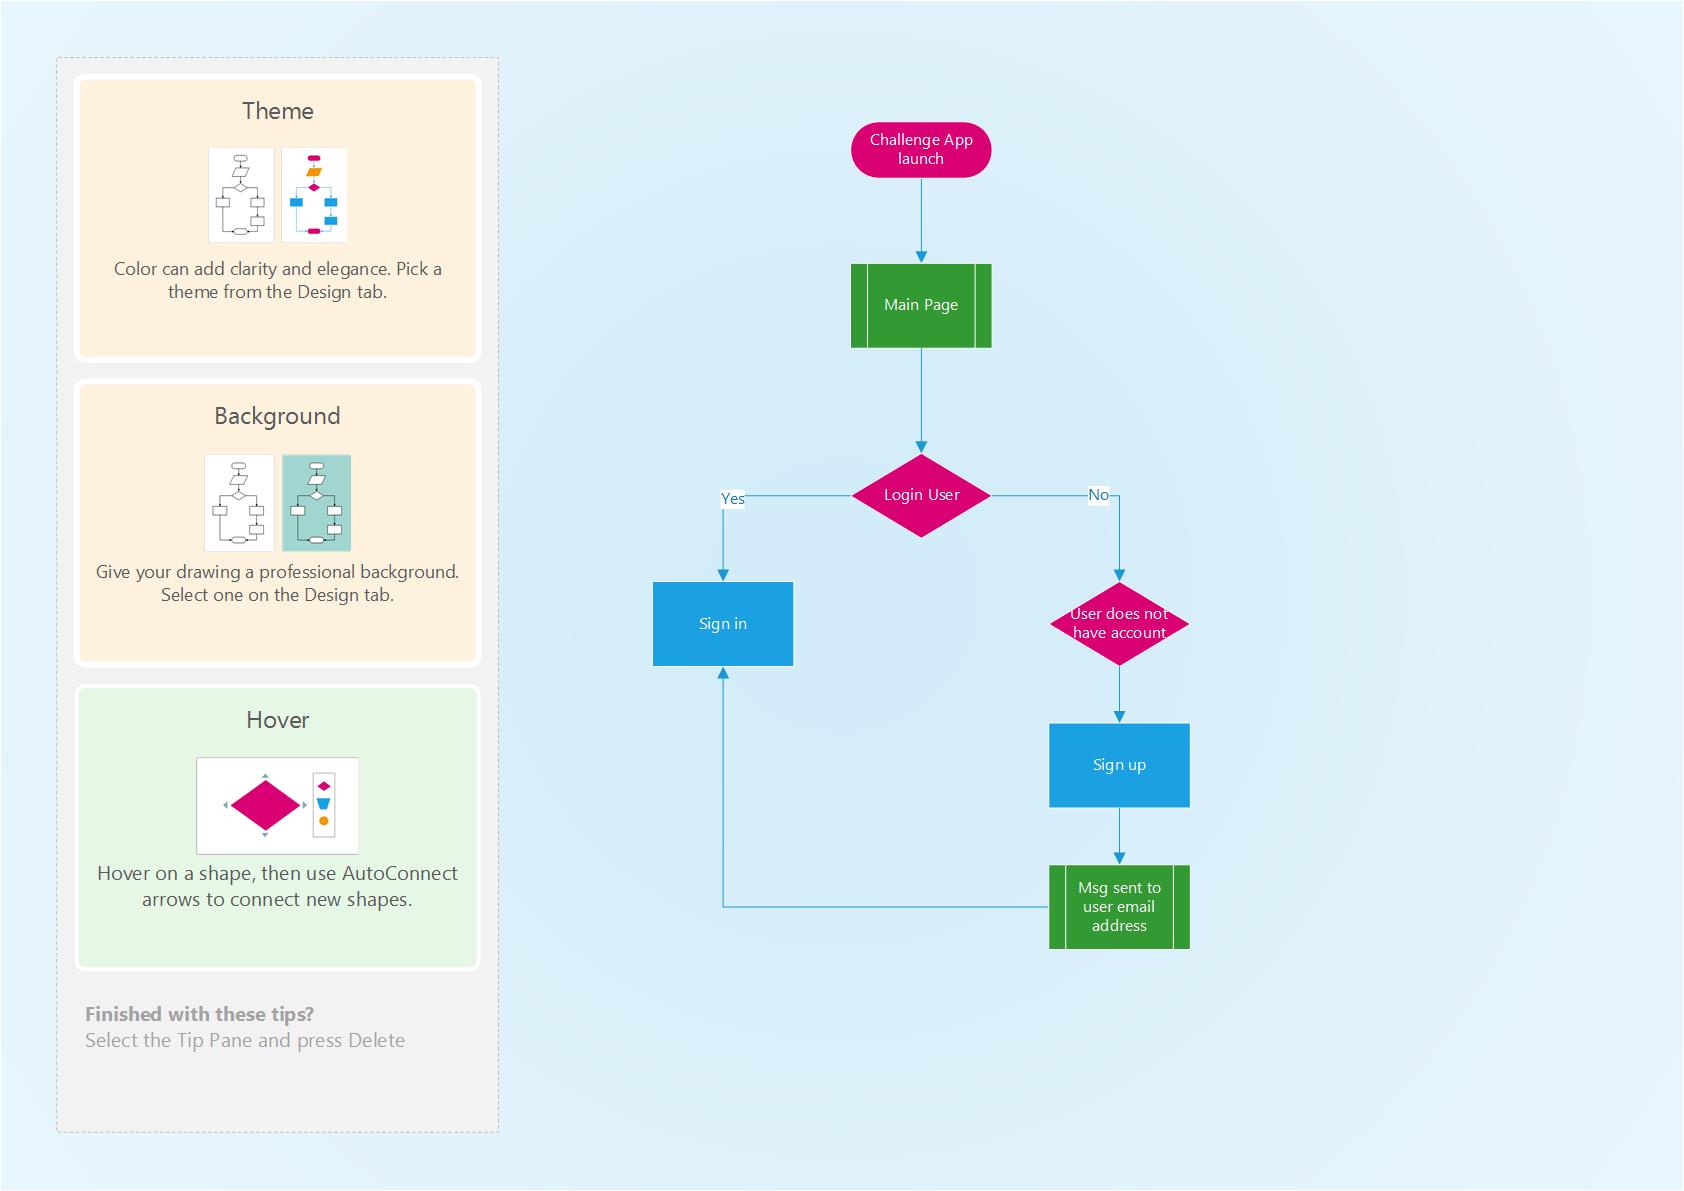 Theme
Color can add clarity and elegance. Pick a
theme from the Design tab.
Background
Give your drawing a professional background.
Select one on the Design tab.
Hover
Hover on a shape, then use AutoConnect
arrows to connect new shapes.
Finished with these tips?
Select the Tip Pane and press Delete
Challenge App
launch
Main Page
Login User
Yes
No
Sign in
User does not
have account
Sign up
Msg sent to
user email
address